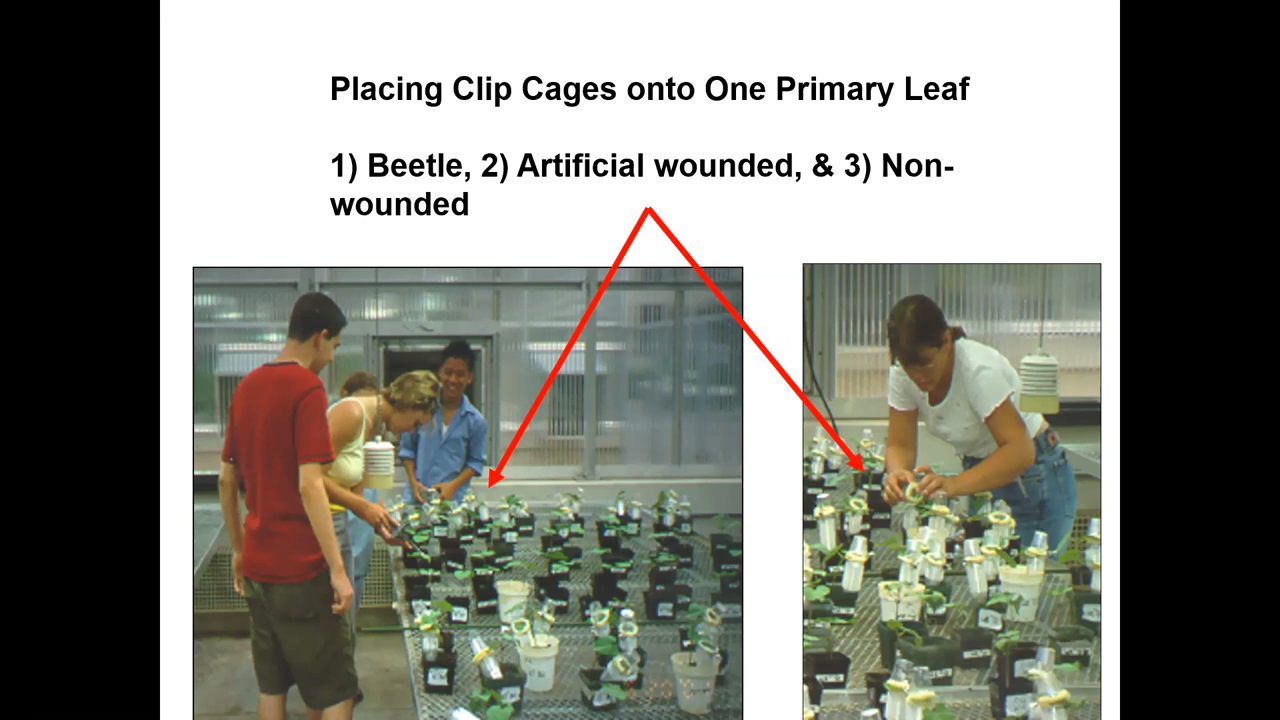 Placing Clip Cages onto One Primary Leaf
1) Beetle, 2) Artificial wounded, & 3) Non-
wounded